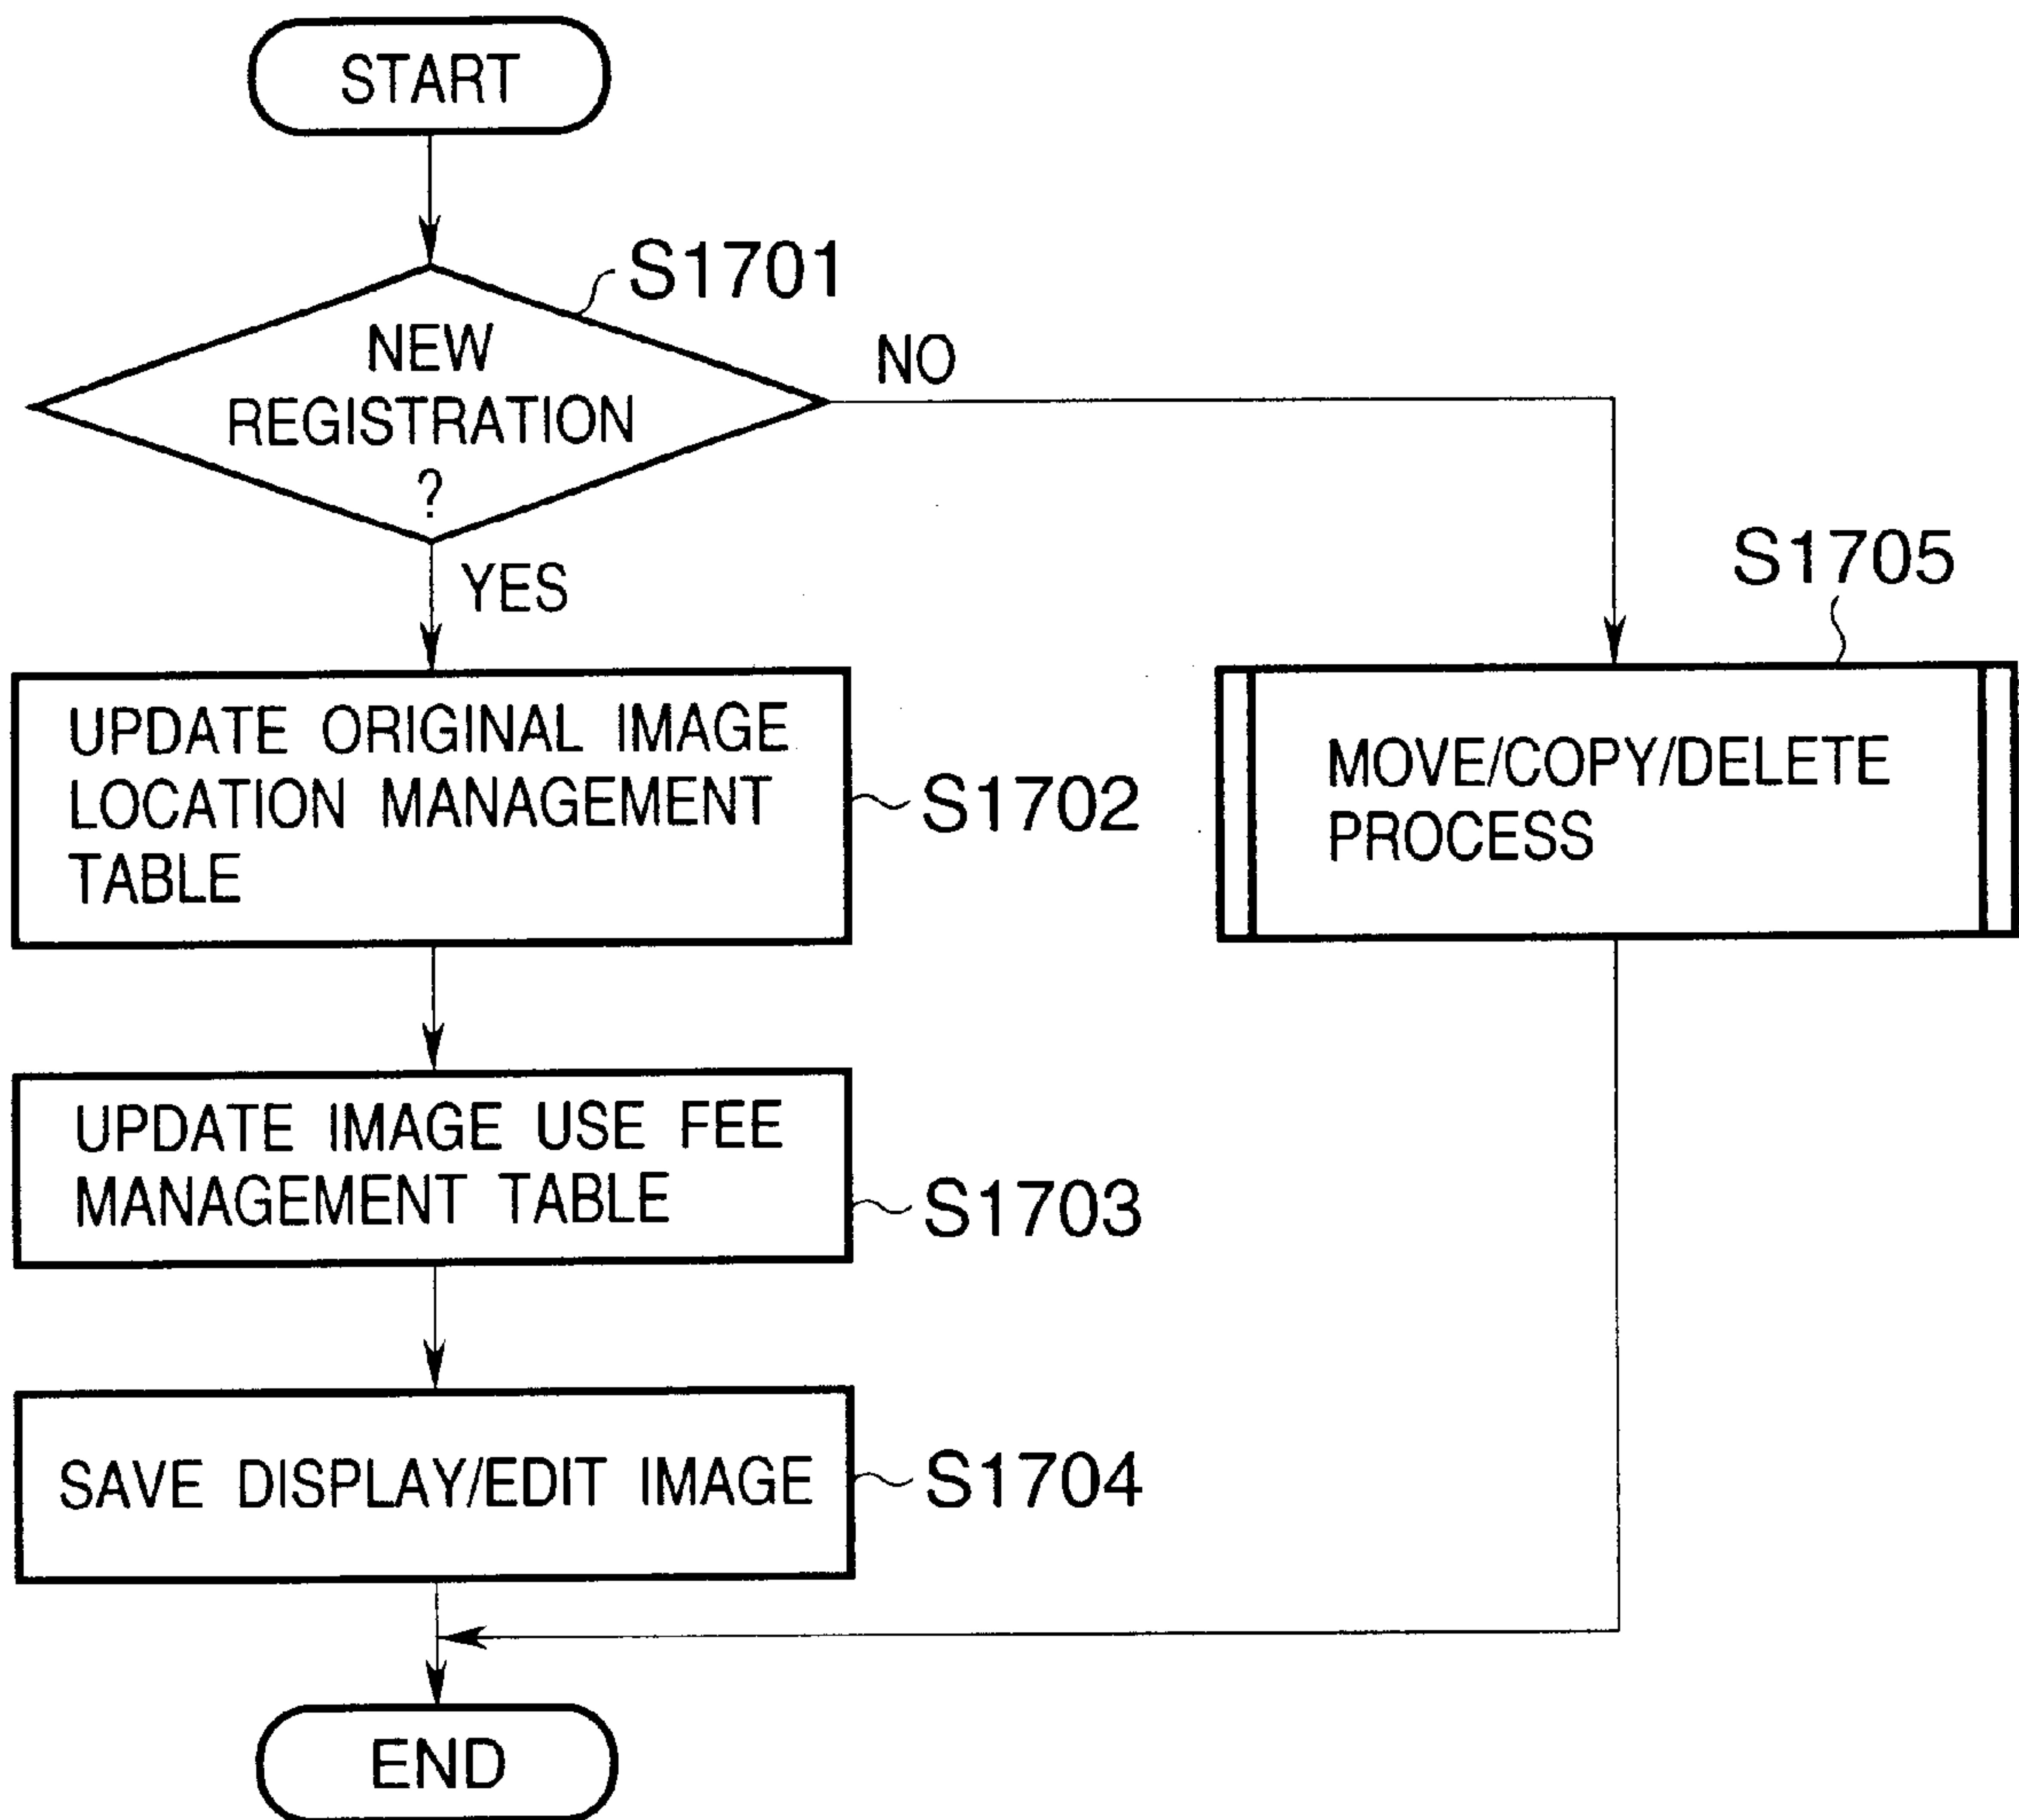 START
S1701
NEW
REGISTRATION
?
NO
YES
S1705
UPDATE ORIGINAL IMAGE
LOCATION MANAGEMENT
TABLE
S1702
MOVE/COPY/DELETE
PROCESS
UPDATE IMAGE USE FEE
MANAGEMENT TABLE
S1703
SAVE DISPLAY/EDIT IMAGE
S1704
END